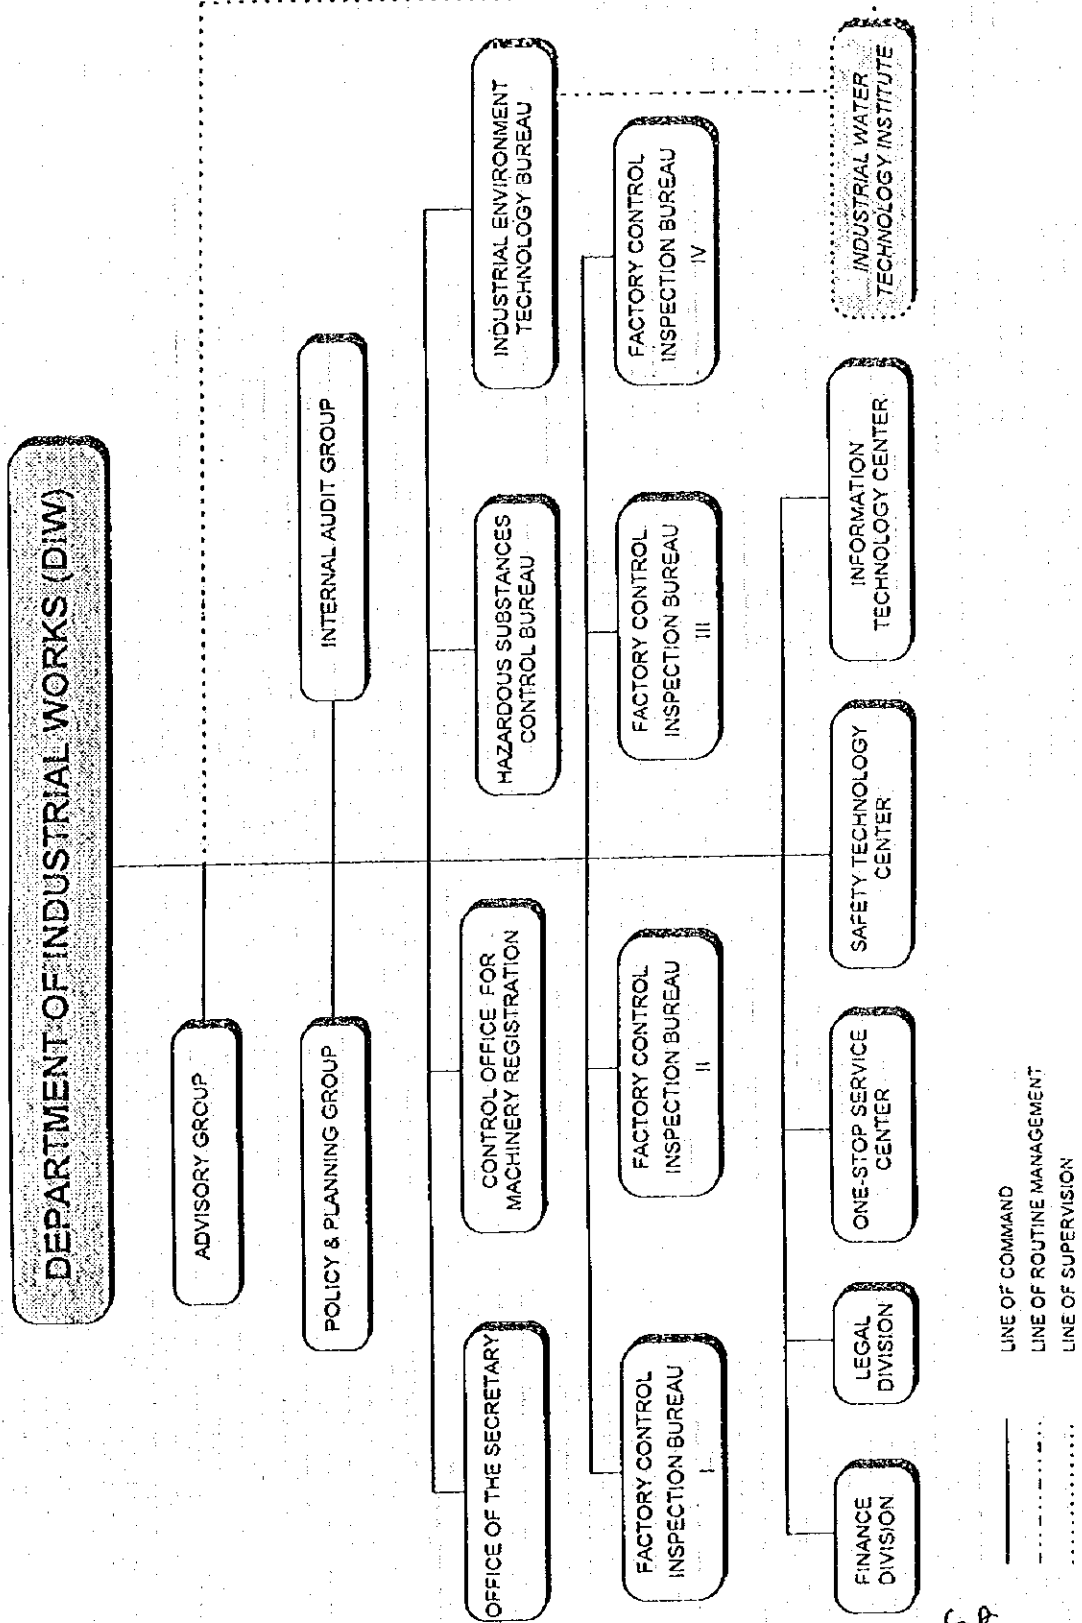 DEPARTMENT OF INDUSTRIAL WORKS (DIW)
ADVISORY GROUP
POLICY & PLANNING GROUP
INTERNAL AUDIT GROUP
OFFICE OF THE SECRETARY
CONTROL OFFICE FOR
MACHINERY REGISTRATION
HAZARDOUS SUBSTANCES
CONTROL BUREAU
INDUSTRIAL ENVIRONMENT
TECHNOLOGY BUREAU
FACTORY CONTROL
INSPECTION BUREAU
I
FACTORY CONTROL
INSPECTION BUREAU
II
FACTORY CONTROL
INSPECTION BUREAU
III
FACTORY CONTROL
INSPECTION BUREAU
IV
FINANCE
DIVISION
LEGAL
DIVISION
ONE-STOP SERVICE
CENTER
SAFETY TECHNOLOGY
CENTER
INFORMATION
TECHNOLOGY CENTER
INDUSTRIAL WATER
TECHNOLOGY INSTITUTE
LINE OF COMMAND
LINE OF ROUTINE MANAGEMENT
LINE OF SUPERVISION